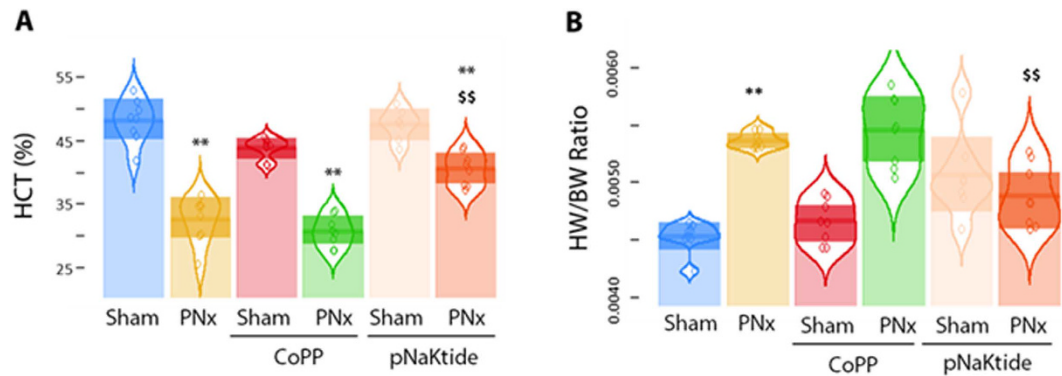 A
HCT (%)
55
45
35
25
**
**
**
$$
Sham PNx Sham PNx Sham PNx
CoPP pNaKtide
B
HW/BW Ratio
0.0060
0.0050
0.0040
**
$$
Sham PNx Sham PNx Sham PNx
CoPP pNaKtide